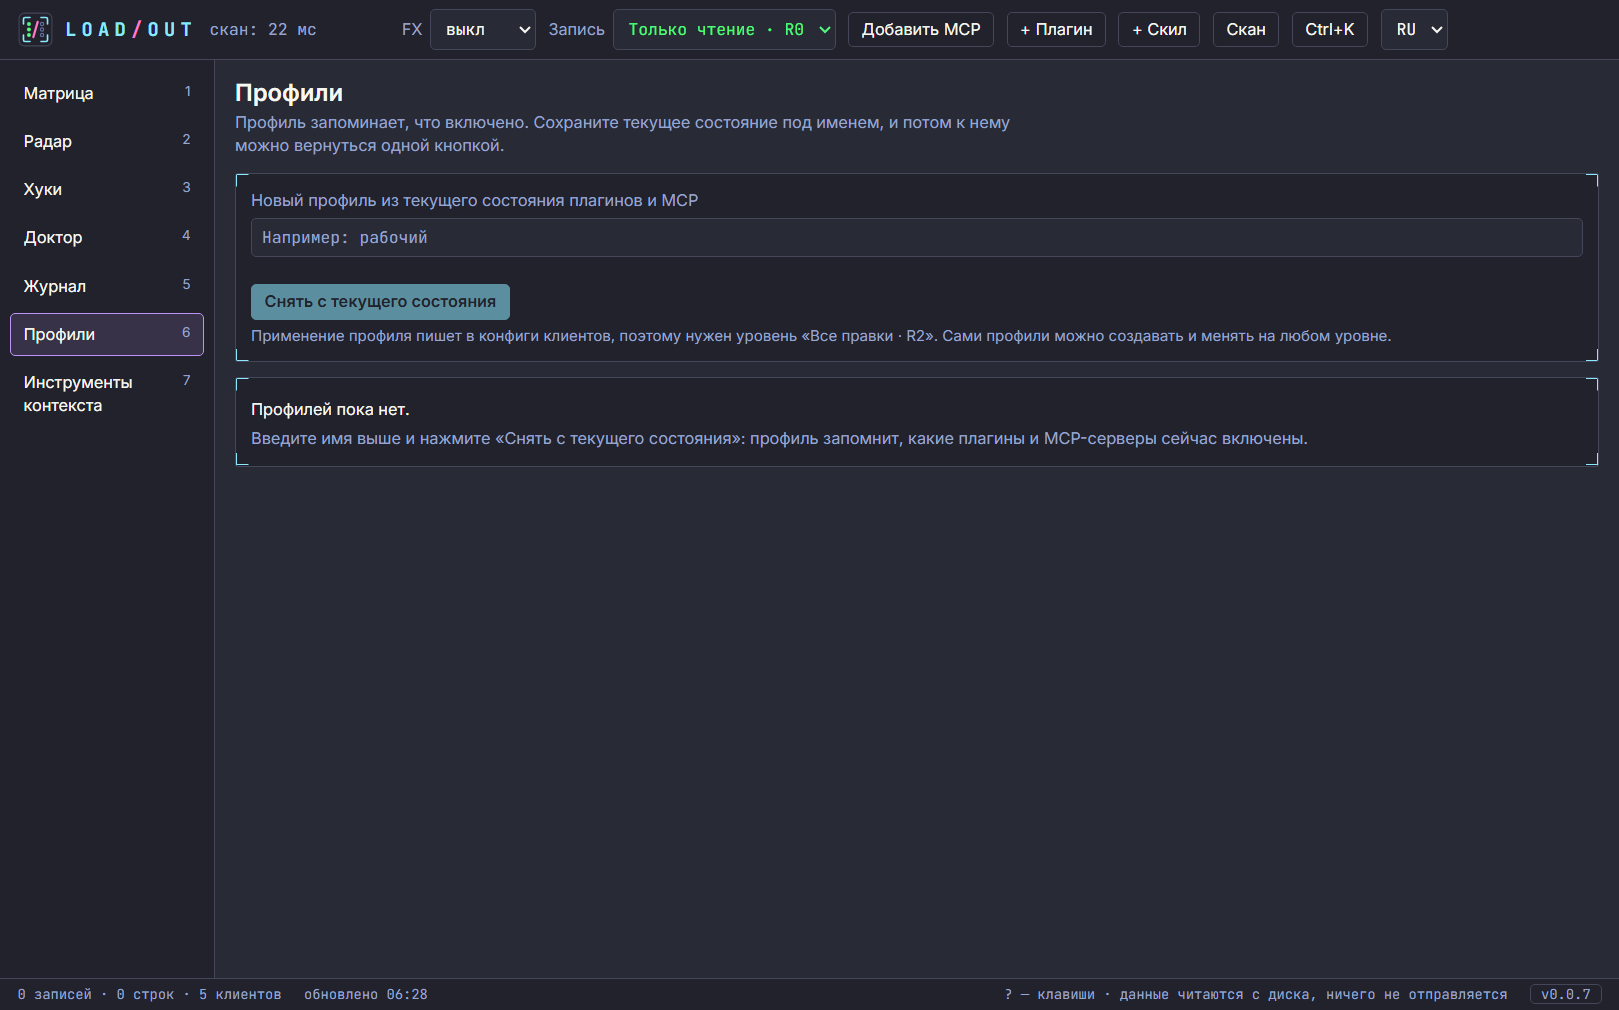 LOAD/OUT скан: 22 мс FX выкл Запись Только чтение · R0 Добавить MCP + Плагин + Скил Скан Ctrl+K RU
Матрица 1
Радар 2
Хуки 3
Доктор 4
Журнал 5
Профили 6
Инструменты контекста 7
Профили
Профиль запоминает, что включено. Сохраните текущее состояние под именем, и потом к нему
можно вернуться одной кнопкой.
Новый профиль из текущего состояния плагинов и MCP
Например: рабочий
Снять с текущего состояния
Применение профиля пишет в конфиги клиентов, поэтому нужен уровень «Все правки · R2». Сами профили можно создавать и менять на любом уровне.
Профилей пока нет.
Введите имя выше и нажмите «Снять с текущего состояния»: профиль запомнит, какие плагины и MCP-серверы сейчас включены.
0 записей · 0 строк · 5 клиентов обновлено 06:28 ? — клавиши · данные читаются с диска, ничего не отправляется v0.0.7